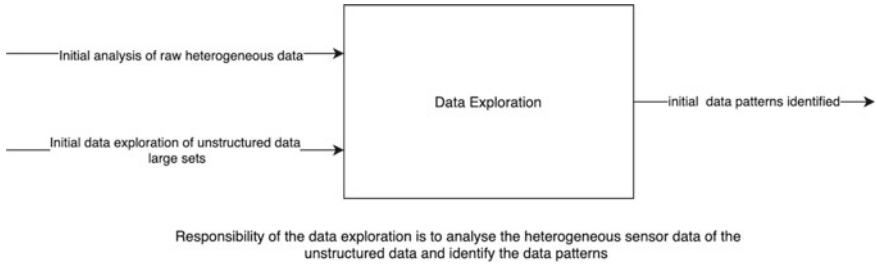 Initial analysis of raw heterogeneous data
Data Exploration
initial data patterns identified
Initial data exploration of unstructured data
large sets
Responsibility of the data exploration is to analyse the heterogeneous sensor data of the
unstructured data and identify the data patterns